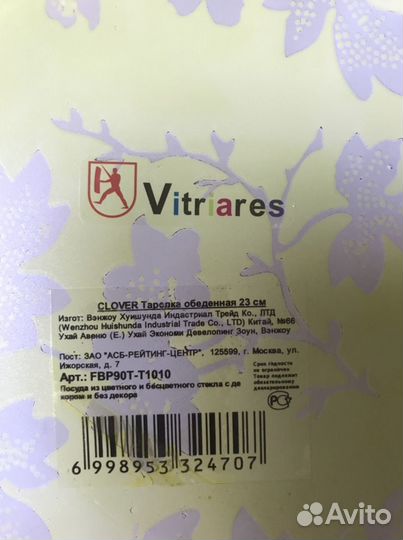 Vitriares
CLOVER Тарелка обеденная 23 см
Изгот: Вэнжоу Хуишунда Индастриал Трейд Ко., ЛТД
(Wenzhou Huishunda Industrial Trade Co., LTD) Китай, №66
Ухай Авеню (Е.) Ухай Экономи Девелопинг Зоун, Вэнжоу
Пост: ЗАО "АСБ-РЕЙТИНГ-ЦЕНТР", 125599, г. Москва, ул.
Ижорская, д. 7
Арт.: FBP90T-T1010
Посуда из цветного и бесцветного стекла с де
кором и без декора
Срок годности
не ограничен
Товар подлежит
обязательному
подтверждению
6 998953 324707
Avito